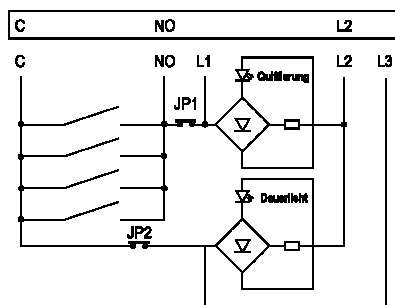 C NO L2
C NO L1 L2 L3
Quittierung
JP1
Dauerlicht
JP2